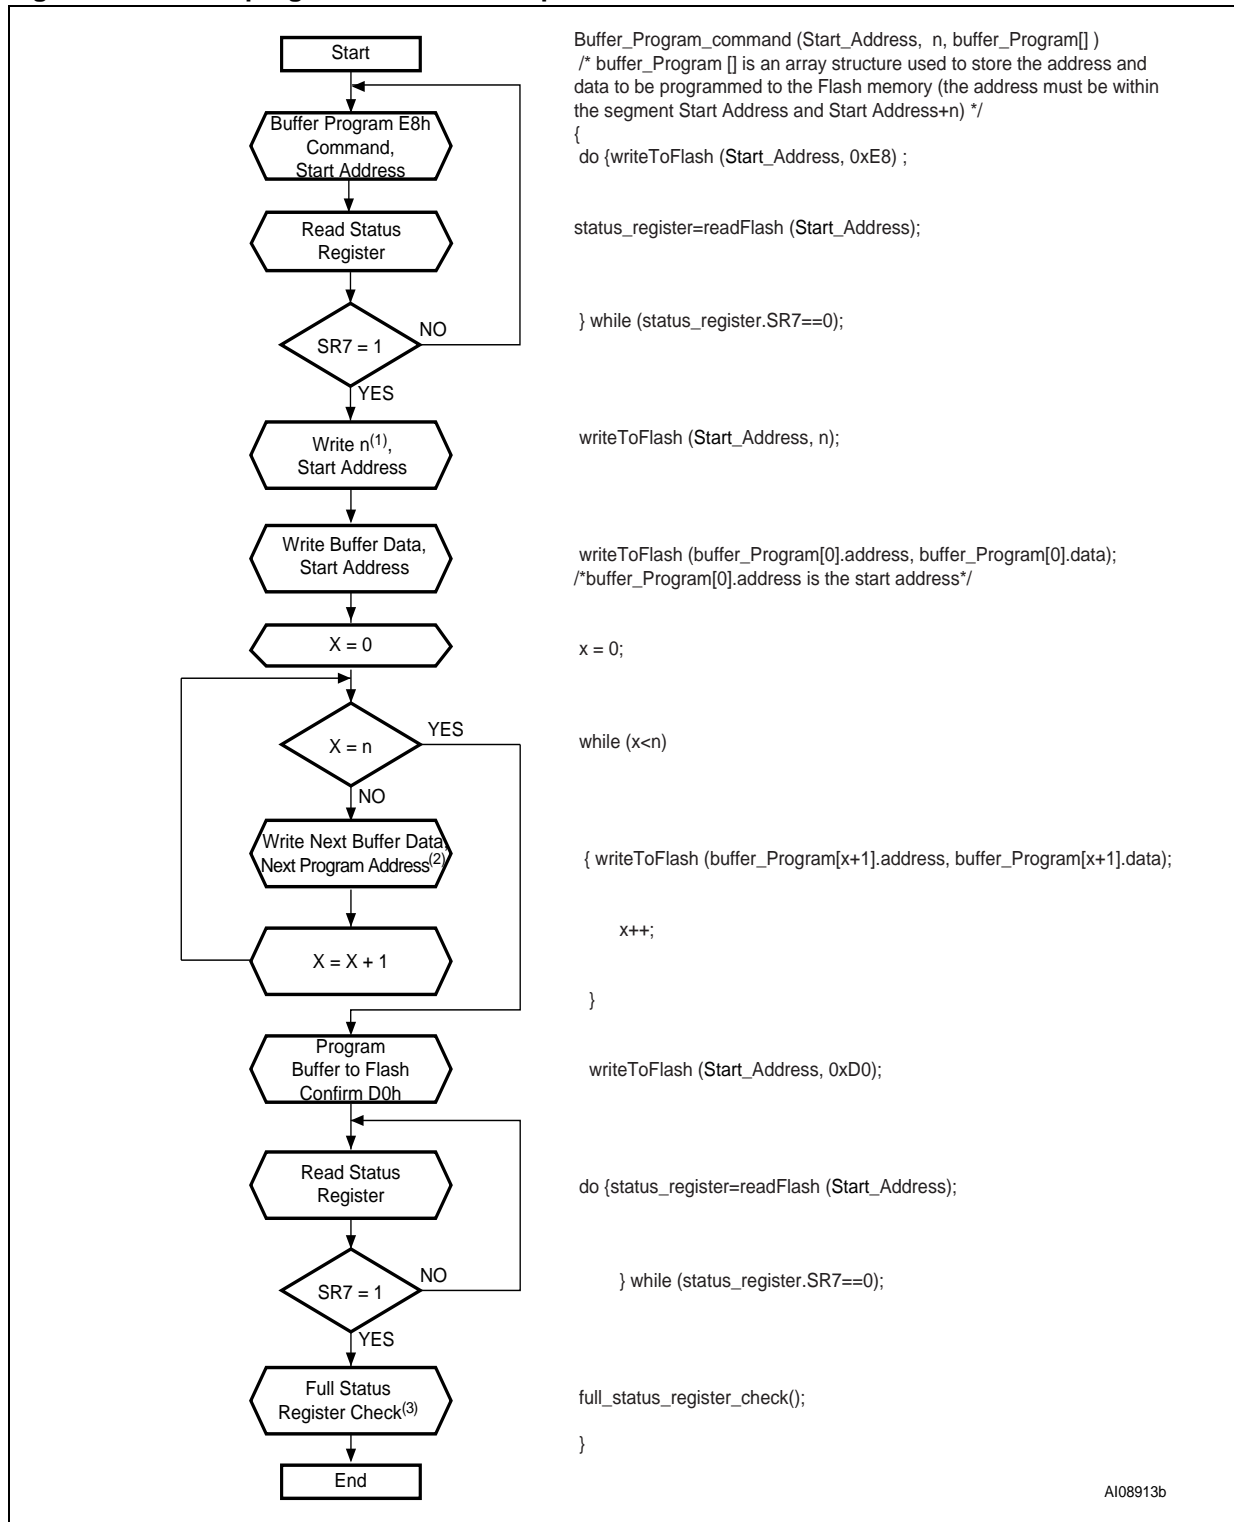 Start
Buffer_Program_command (Start_Address, n, buffer_Program[] )
/* buffer_Program [] is an array structure used to store the address and
data to be programmed to the Flash memory (the address must be within
the segment Start Address and Start Address+n) */
{
Buffer Program E8h
Command,
Start Address
do {writeToFlash (Start_Address, 0xE8) ;
Read Status
Register
status_register=readFlash (Start_Address);
SR7 = 1
NO
YES
} while (status_register.SR7==0);
Write n(1),
Start Address
writeToFlash (Start_Address, n);
Write Buffer Data,
Start Address
writeToFlash (buffer_Program[0].address, buffer_Program[0].data);
/*buffer_Program[0].address is the start address*/
X = 0
x = 0;
X = n
YES
NO
while (x<n)
Write Next Buffer Data,
Next Program Address(2)
{ writeToFlash (buffer_Program[x+1].address, buffer_Program[x+1].data);
X = X + 1
x++;
}
Program
Buffer to Flash
Confirm D0h
writeToFlash (Start_Address, 0xD0);
Read Status
Register
do {status_register=readFlash (Start_Address);
SR7 = 1
NO
YES
} while (status_register.SR7==0);
Full Status
Register Check(3)
full_status_register_check();
}
End
AI08913b